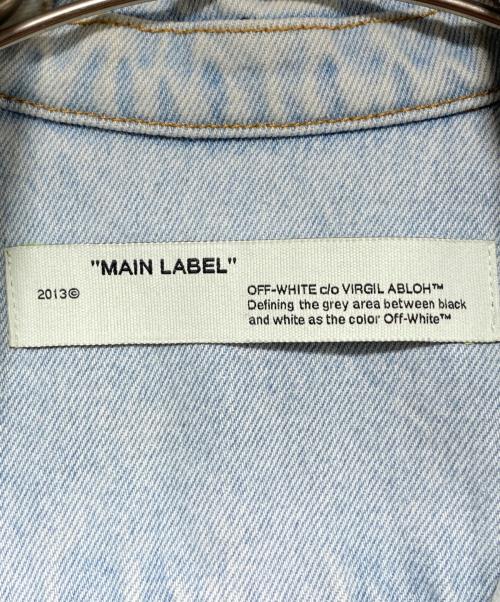 "MAIN LABEL"
2013©
OFF-WHITE c/o VIRGIL ABLOH™
Defining the grey area between black
and white as the color Off-White™